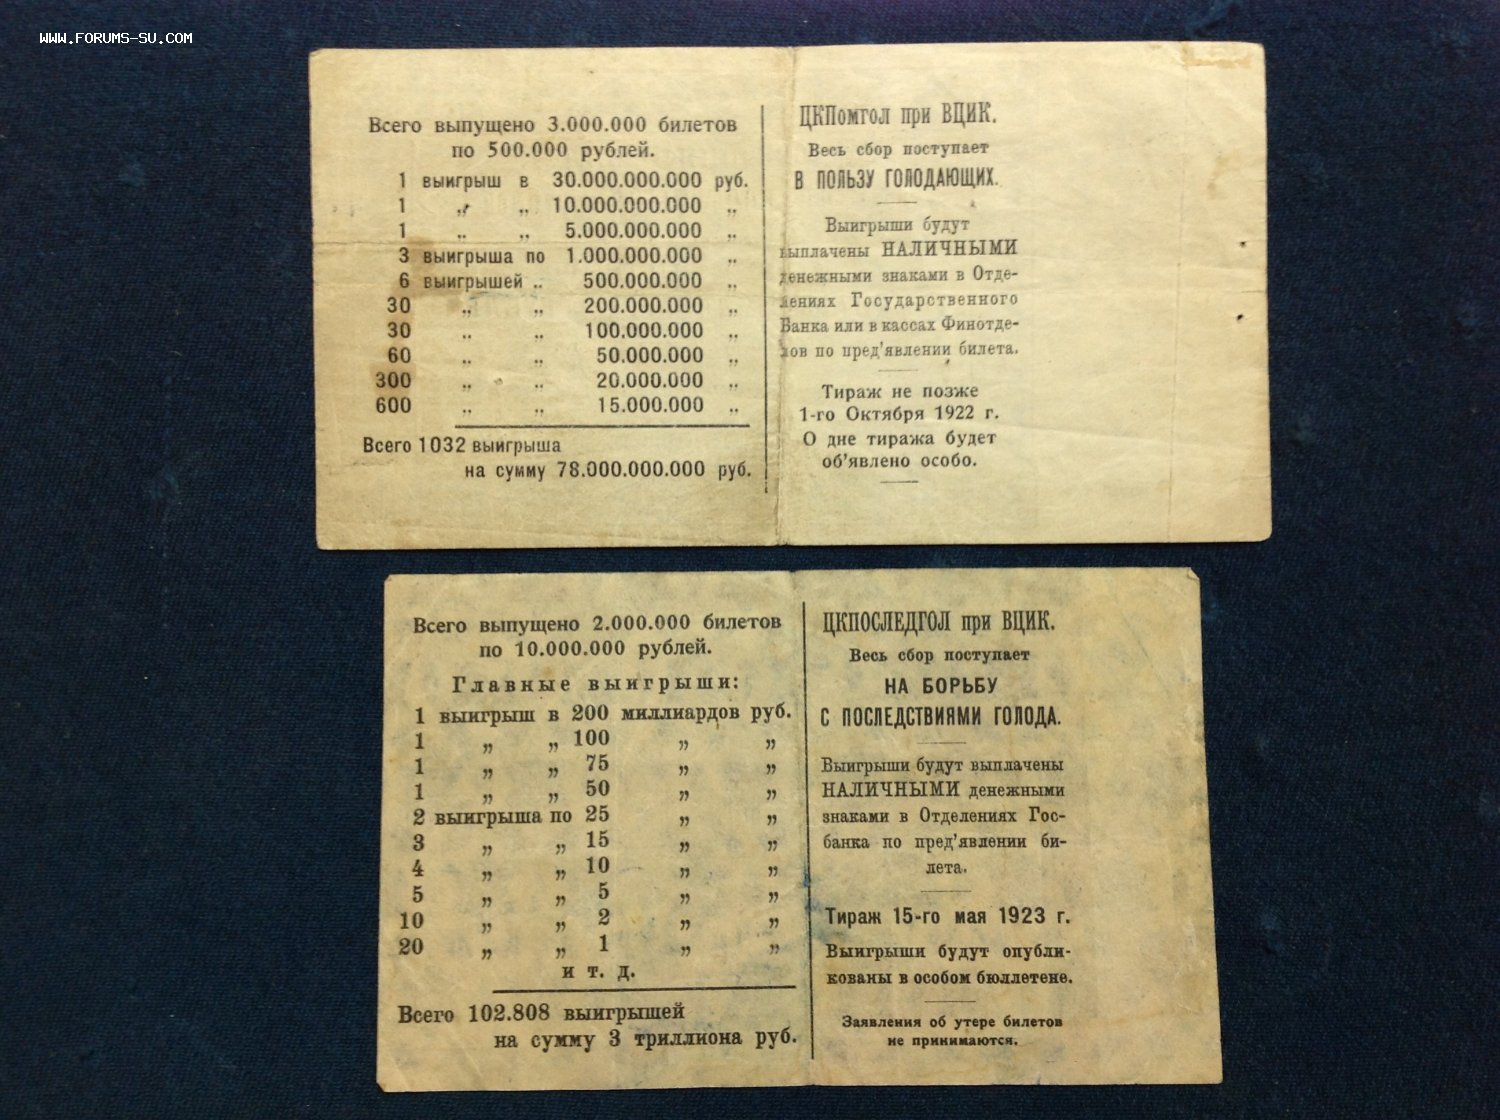 WWW.FORUMS-SU.COM
Всего выпущено 3.000.000 билетов
по 500.000 рублей.
1 выигрыш в 30.000.000.000 руб.
1 „ „ 10.000.000.000 „
1 „ „ 5.000.000.000 „
3 выигрыша по 1.000.000.000 „
6 выигрышей „ 500.000.000 „
30 „ „ 200.000.000 „
30 „ „ 100.000.000 „
60 „ „ 50.000.000 „
300 „ „ 20.000.000 „
600 „ „ 15.000.000 „
Всего 1032 выигрыша
на сумму 78.000.000.000 руб.
ЦКПомгол при ВЦИК.
Весь сбор поступает
В ПОЛЬЗУ ГОЛОДАЮЩИХ.
Выигрыши будут
выплачены НАЛИЧНЫМИ
денежными знаками в Отде-
лениях Государственного
Банка или в кассах Финотде-
лов по пред'явлении билета.
Тираж не позже
1-го Октября 1922 г.
О дне тиража будет
об'явлено особо.
Всего выпущено 2.000.000 билетов
по 10.000.000 рублей.
Главные выигрыши:
1 выигрыш в 200 миллиардов руб.
1 „ „ 100 „ „
1 „ „ 75 „ „
1 „ „ 50 „ „
2 выигрыша по 25 „ „
3 „ „ 15 „ „
4 „ „ 10 „ „
5 „ „ 5 „ „
10 „ „ 2 „ „
20 „ „ 1 „ „
и т. д.
Всего 102.808 выигрышей
на сумму 3 триллиона руб.
ЦКПОСЛЕДГОЛ при ВЦИК.
Весь сбор поступает
НА БОРЬБУ
С ПОСЛЕДСТВИЯМИ ГОЛОДА.
Выигрыши будут выплачены
НАЛИЧНЫМИ денежными
знаками в Отделениях Гос-
банка по пред'явлении би-
лета.
Тираж 15-го мая 1923 г.
Выигрыши будут опубли-
кованы в особом бюллетене.
Заявления об утере билетов
не принимаются.